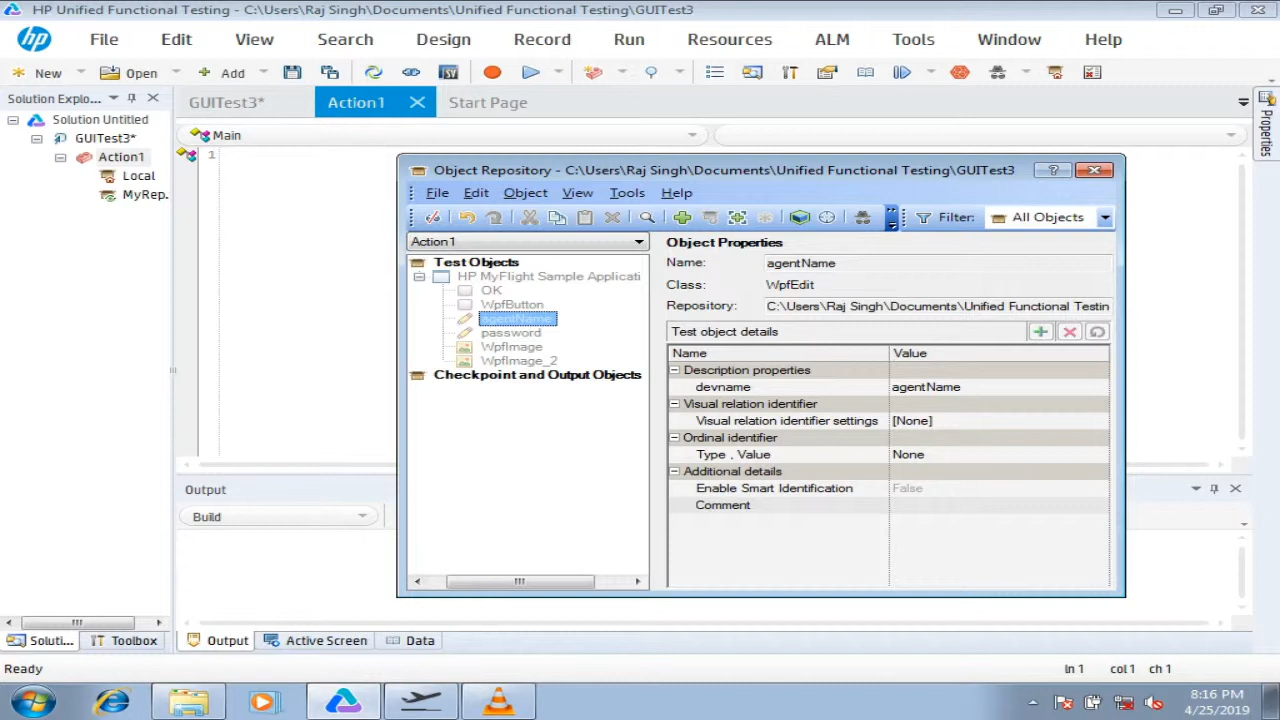 HP Unified Functional Testing - C:\Users\Raj Singh\Documents\Unified Functional Testing\GUITest3
hp File Edit View Search Design Record Run Resources ALM Tools Window Help
New Open Add
Solution Explo... GUITest3* Action1 Start Page
Solution Untitled
GUITest3*
Action1
Local
MyRep.
Main
1
Properties
Object Repository - C:\Users\Raj Singh\Documents\Unified Functional Testing\GUITest3
File Edit Object View Tools Help
Filter: All Objects
Action1
Test Objects
HP MyFlight Sample Applicati
OK
WpfButton
agentName
password
WpfImage
WpfImage_2
Checkpoint and Output Objects
Object Properties
Name: agentName
Class: WpfEdit
Repository: C:\Users\Raj Singh\Documents\Unified Functional Testin
Test object details
Name Value
Description properties
devname agentName
Visual relation identifier
Visual relation identifier settings [None]
Ordinal identifier
Type , Value None
Additional details
Enable Smart Identification False
Comment
Output
Build
Soluti... Toolbox Output Active Screen Data
Ready ln 1 col 1 ch 1
8:16 PM
4/25/2019